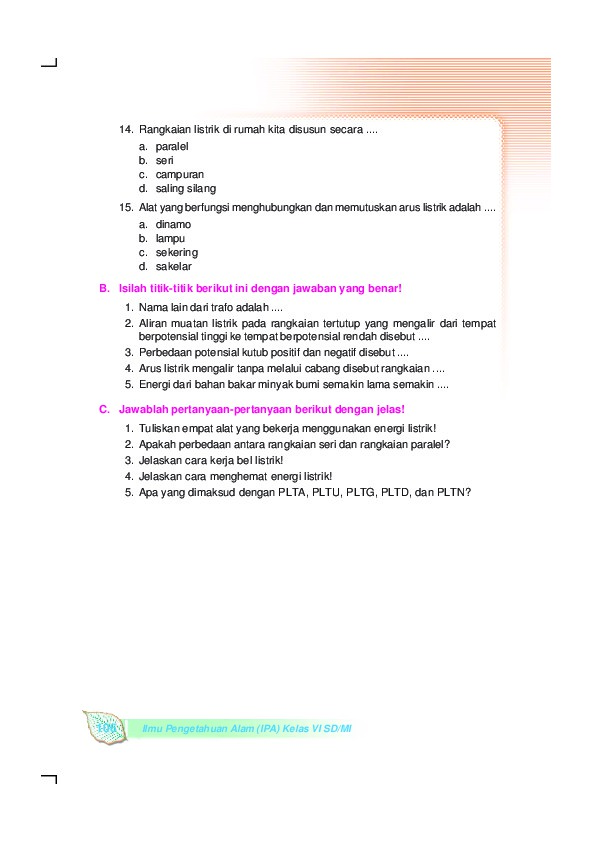 14. Rangkaian listrik di rumah kita disusun secara ....
a. paralel
b. seri
c. campuran
d. saling silang
15. Alat yang berfungsi menghubungkan dan memutuskan arus listrik adalah ....
a. dinamo
b. lampu
c. sekering
d. sakelar
B. Isilah titik-titik berikut ini dengan jawaban yang benar!
1. Nama lain dari trafo adalah ....
2. Aliran muatan listrik pada rangkaian tertutup yang mengalir dari tempat
berpotensial tinggi ke tempat berpotensial rendah disebut ....
3. Perbedaan potensial kutub positif dan negatif disebut ....
4. Arus listrik mengalir tanpa melalui cabang disebut rangkaian ....
5. Energi dari bahan bakar minyak bumi semakin lama semakin ....
C. Jawablah pertanyaan-pertanyaan berikut dengan jelas!
1. Tuliskan empat alat yang bekerja menggunakan energi listrik!
2. Apakah perbedaan antara rangkaian seri dan rangkaian paralel?
3. Jelaskan cara kerja bel listrik!
4. Jelaskan cara menghemat energi listrik!
5. Apa yang dimaksud dengan PLTA, PLTU, PLTG, PLTD, dan PLTN?
Ilmu Pengetahuan Alam (IPA) Kelas VI SD/MI